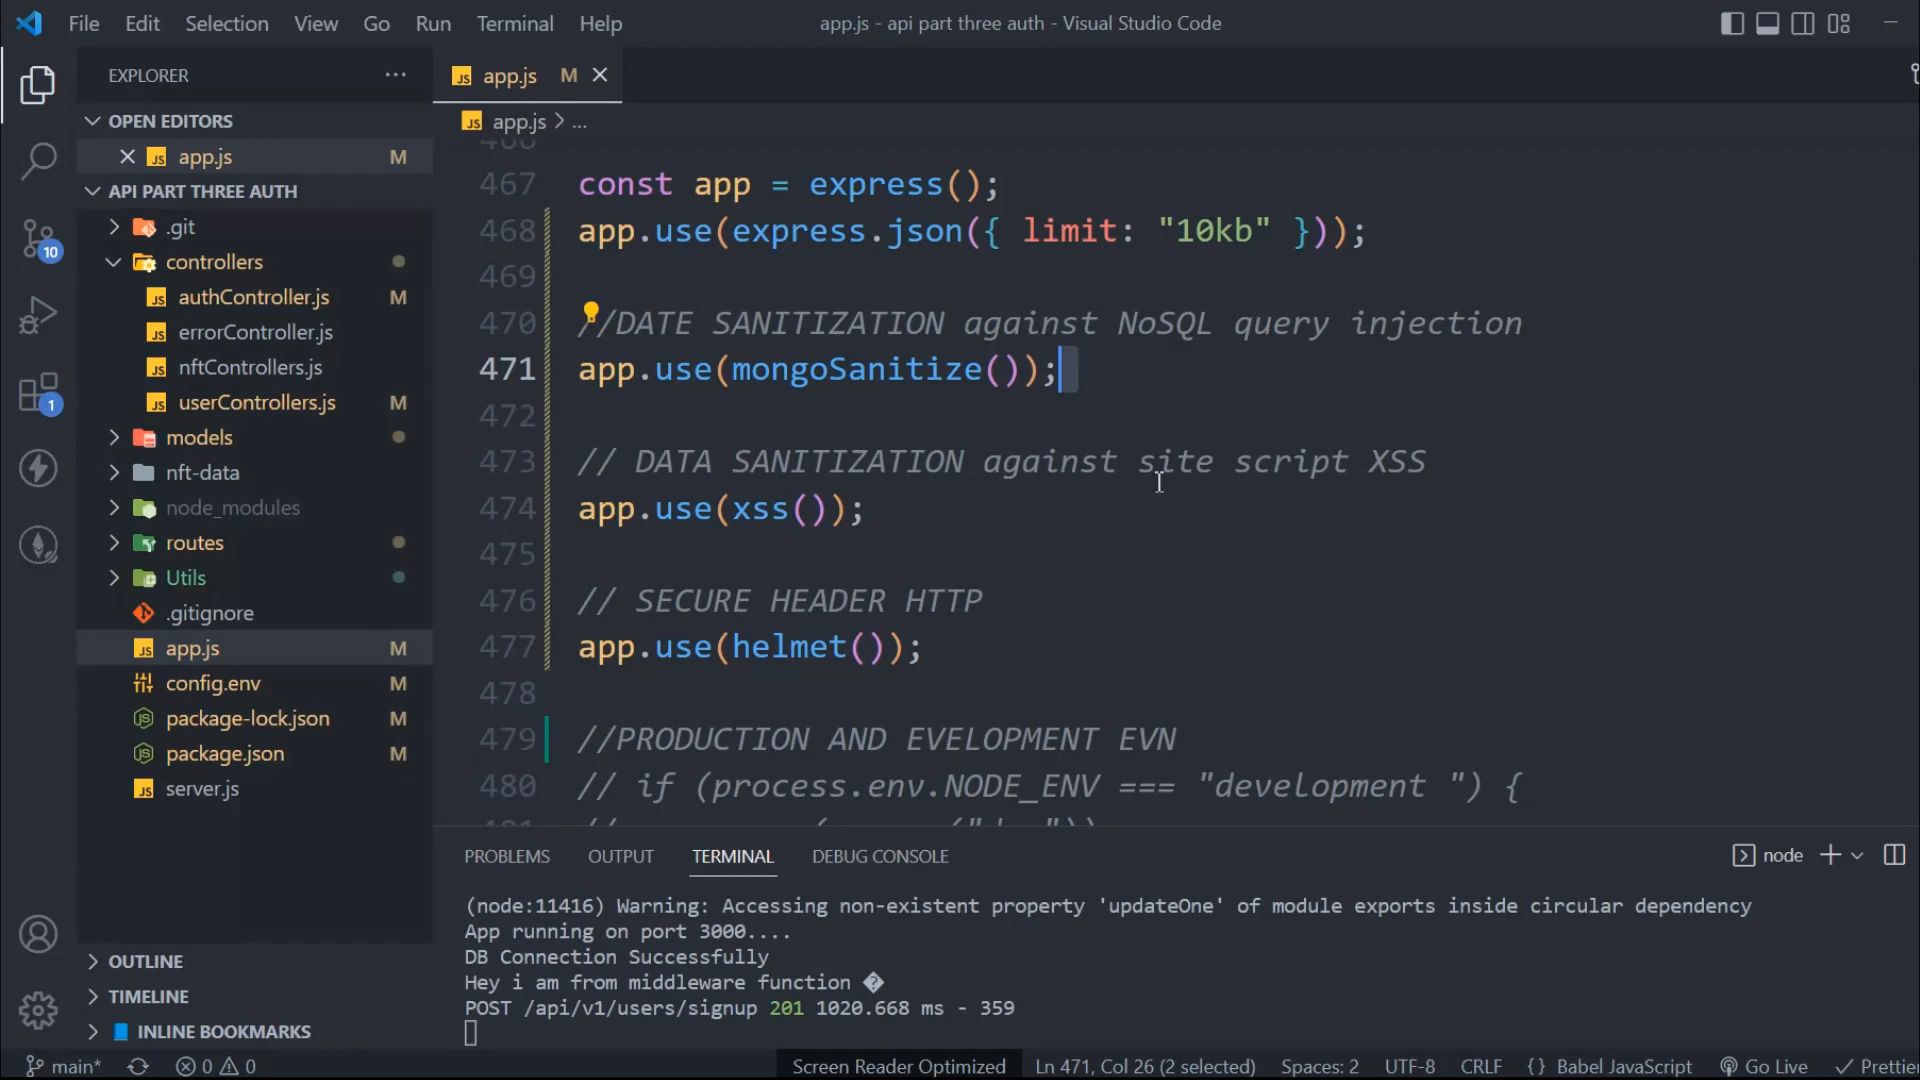 File Edit Selection View Go Run Terminal Help
app.js - api part three auth - Visual Studio Code
EXPLORER
OPEN EDITORS
app.js M
API PART THREE AUTH
.git
controllers
authController.js M
errorController.js
nftControllers.js
userControllers.js M
models
nft-data
node_modules
routes
Utils
.gitignore
app.js M
config.env M
package-lock.json M
package.json M
server.js
OUTLINE
TIMELINE
INLINE BOOKMARKS
10
1
app.js M
app.js > ...
467 const app = express();
468 app.use(express.json({ limit: "10kb" }));
469
470 //DATE SANITIZATION against NoSQL query injection
471 app.use(mongoSanitize());
472
473 // DATA SANITIZATION against site script XSS
474 app.use(xss());
475
476 // SECURE HEADER HTTP
477 app.use(helmet());
478
479 //PRODUCTION AND EVELOPMENT EVN
480 // if (process.env.NODE_ENV === "development ") {
PROBLEMS OUTPUT TERMINAL DEBUG CONSOLE
node
(node:11416) Warning: Accessing non-existent property 'updateOne' of module exports inside circular dependency
App running on port 3000....
DB Connection Successfully
Hey i am from middleware function �
POST /api/v1/users/signup 201 1020.668 ms - 359
main* 0 0
Screen Reader Optimized Ln 471, Col 26 (2 selected) Spaces: 2 UTF-8 CRLF {} Babel JavaScript Go Live Prettier